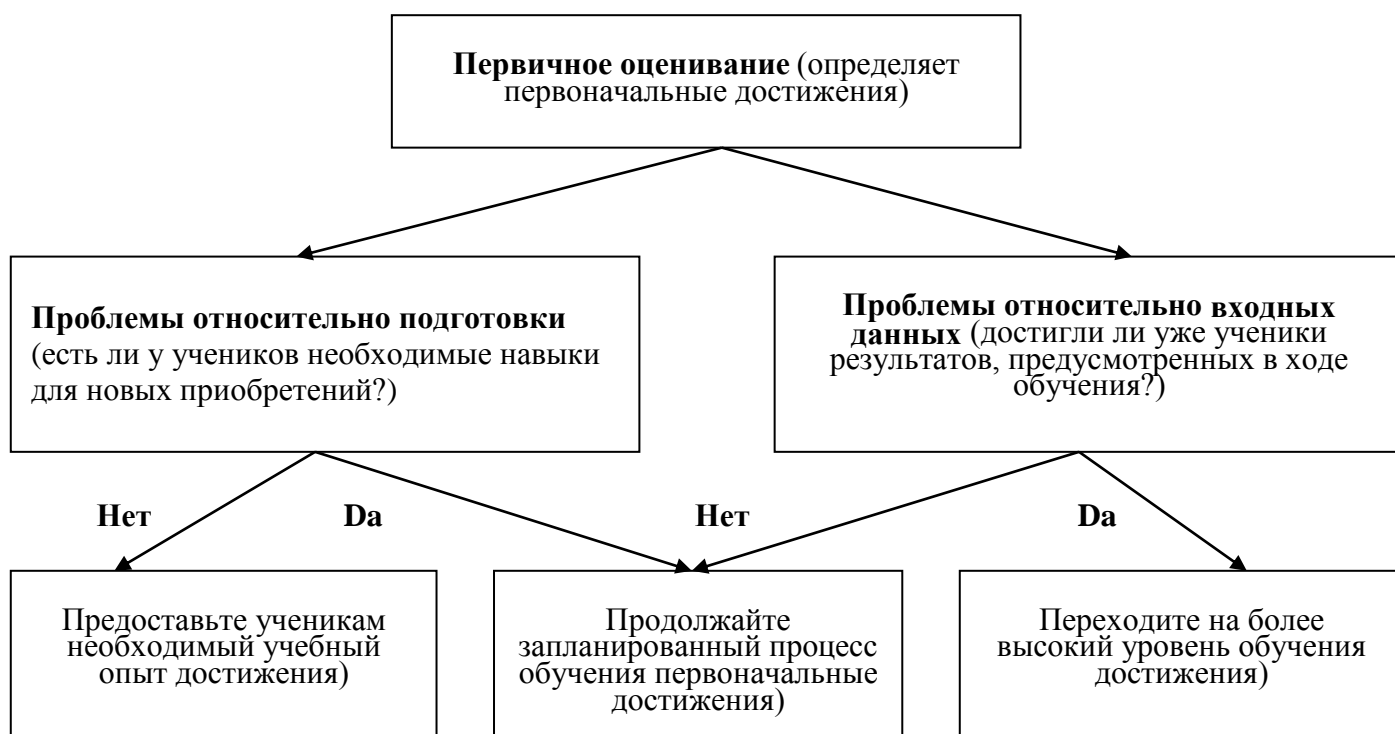 Первичное оценивание (определяет
первоначальные достижения)
Проблемы относительно подготовки
(есть ли у учеников необходимые навыки
для новых приобретений?)
Проблемы относительно входных
данных (достигли ли уже ученики
результатов, предусмотренных в ходе
обучения?)
Нет
Da
Нет
Da
Предоставьте ученикам
необходимый учебный
опыт достижения)
Продолжайте
запланированный процесс
обучения первоначальные
достижения)
Переходите на более
высокий уровень обучения
достижения)